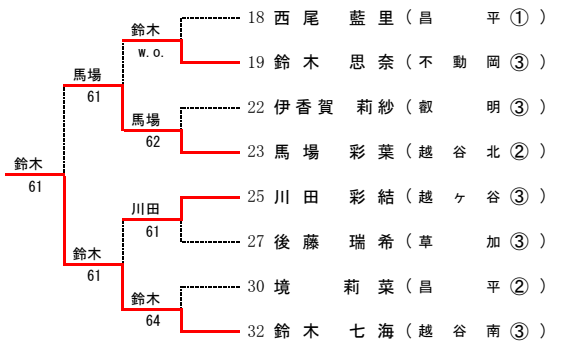 18 西尾 藍里 (昌平①)
鈴木
w.o.
19 鈴木 思奈 (不動岡③)
馬場
61
22 伊香賀 莉紗 (叡明③)
馬場
62
23 馬場 彩葉 (越谷北②)
鈴木
61
25 川田 彩結 (越ヶ谷③)
川田
61
27 後藤 瑞希 (草加③)
鈴木
61
30 境 莉菜 (昌平②)
鈴木
64
32 鈴木 七海 (越谷南③)